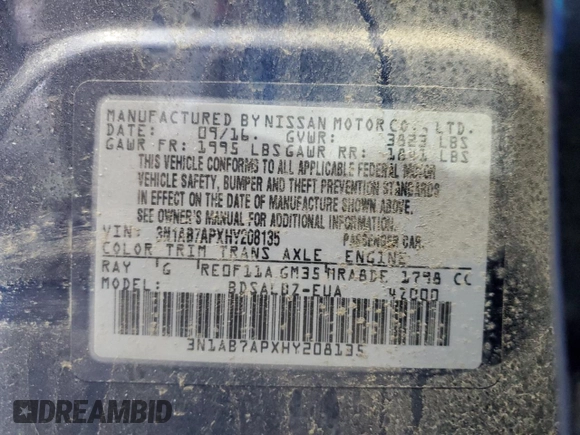 MANUFACTURED BY NISSAN MOTOR CO., LTD.
DATE: 09/16. GVWR: 3823 LBS
GAWR FR: 1995 LBS GAWR RR: LBS
THIS VEHICLE CONFORMS TO ALL APPLICABLE FEDERAL MOTOR
VEHICLE SAFETY, BUMPER AND THEFT PREVENTION STANDARDS
IN EFFECT ON THE DATE OF MANUFACTURE SHOWN ABOVE.
SEE OWNER'S MANUAL FOR ADDITIONAL INFORMATION.
VIN: 3N1AB7APXHY208135 PASSENGER CAR.
COLOR TRIM TRANS AXLE ENGINE
RAY G RE0F11A GM35 MRA8DE 1798 CC
MODEL: BDSALBZ-EUA 42000
3N1AB7APXHY208135
DREAMBID